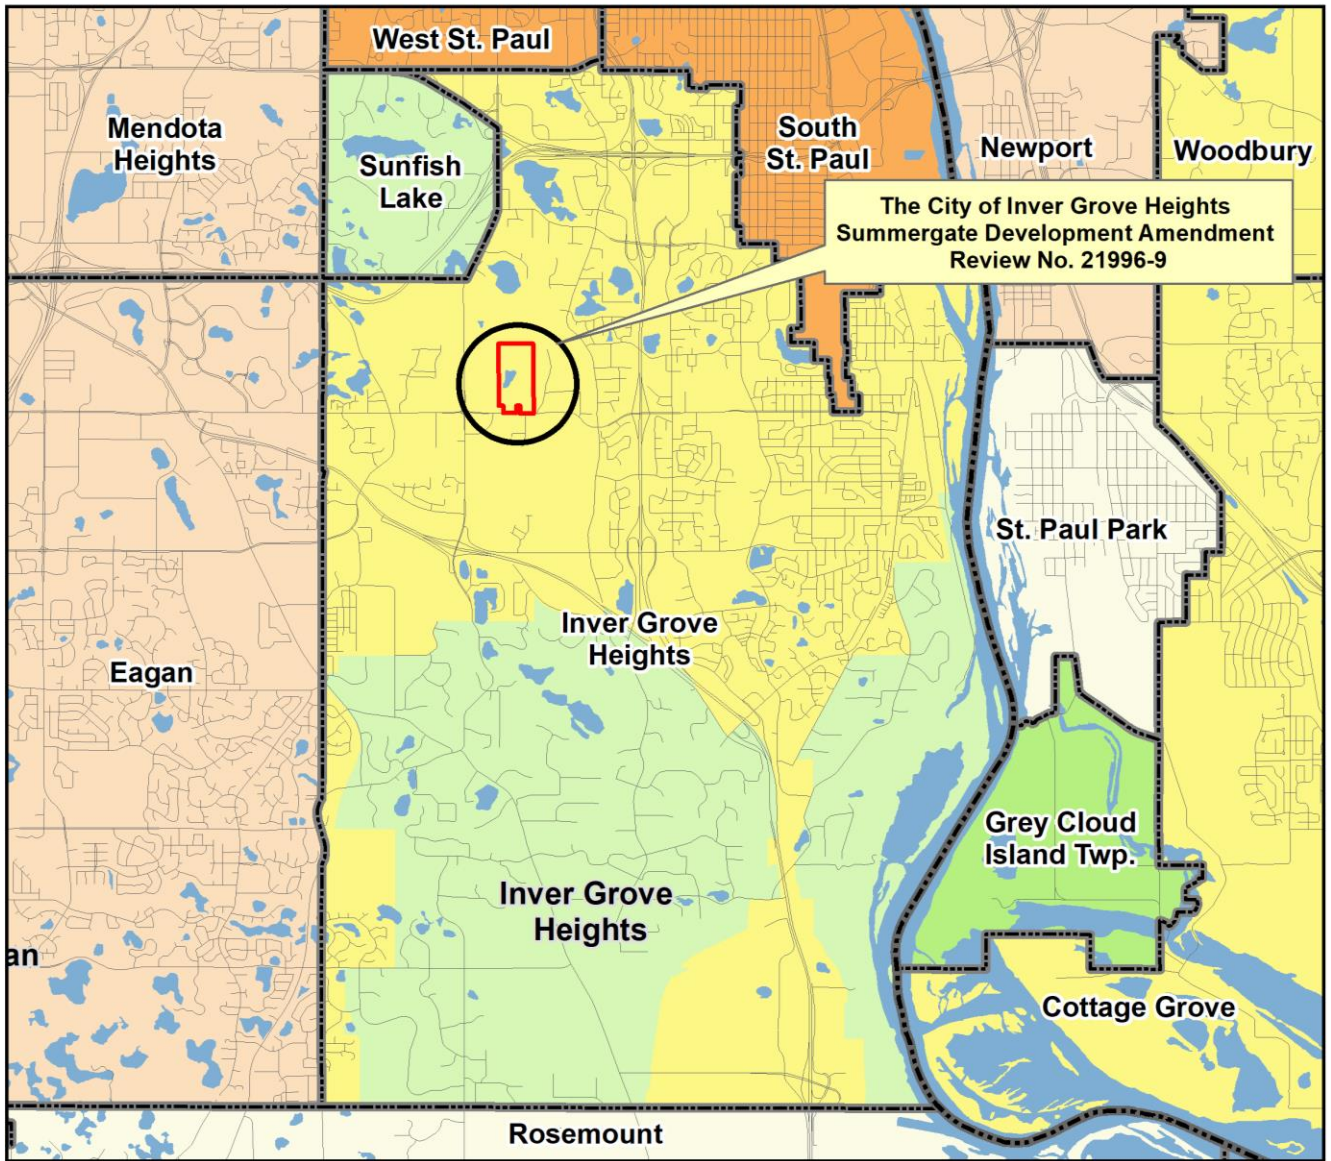 West St. Paul
Mendota
Heights
Sunfish
Lake
South
St. Paul
Newport
Woodbury
The City of Inver Grove Heights
Summergate Development Amendment
Review No. 21996-9
St. Paul Park
Inver Grove
Heights
Eagan
Grey Cloud
Island Twp.
Inver Grove
Heights
an
Cottage Grove
Rosemount